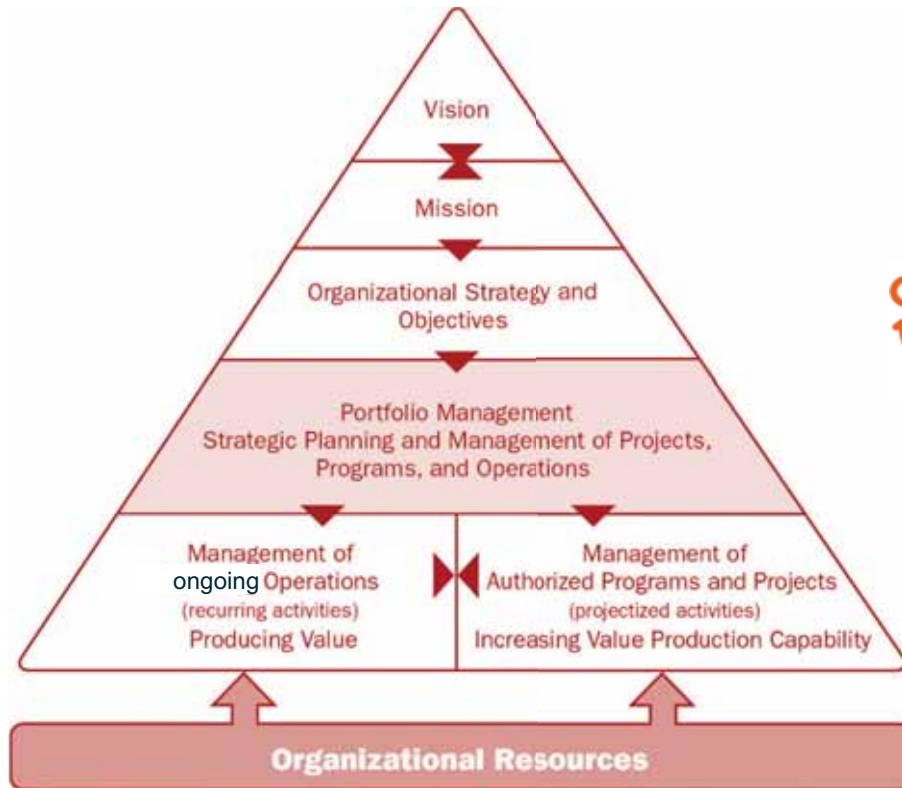 Vision
Mission
Organizational Strategy and
Objectives
Portfolio Management
Strategic Planning and Management of Projects,
Programs, and Operations
Management of
ongoing Operations
(recurring activities)
Producing Value
Management of
Authorized Programs and Projects
(projectized activities)
Increasing Value Production Capability
Organizational Resources